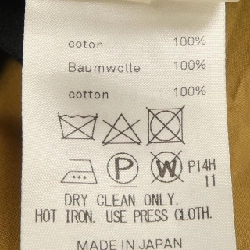 coton 100%
Baumwolle 100%
cotton 100%
P W P14H
11
DRY CLEAN ONLY.
HOT IRON. USE PRESS CLOTH.
MADE IN JAPAN